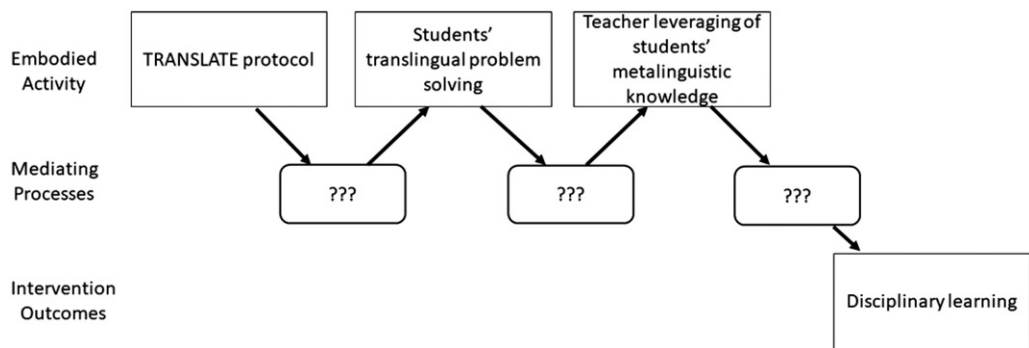 Embodied
Activity
TRANSLATE protocol
Students’
translingual problem
solving
Teacher leveraging of
students’
metalinguistic
knowledge
Mediating
Processes
???
???
???
Intervention
Outcomes
Disciplinary learning